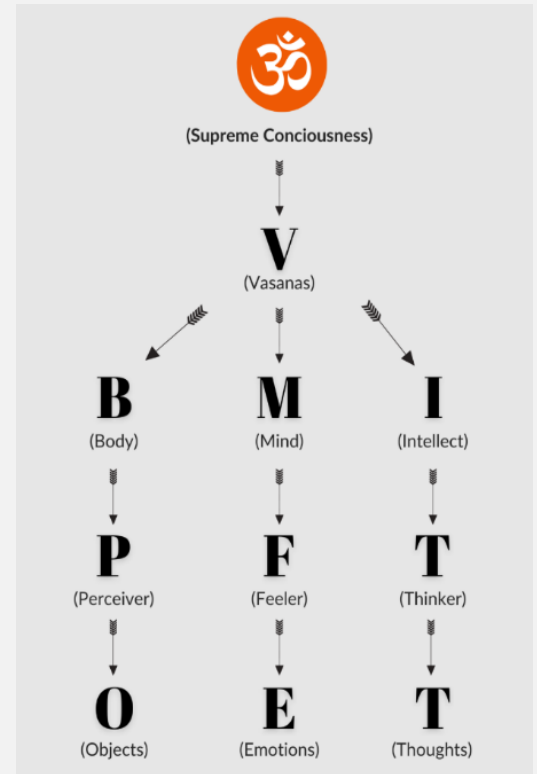 ॐ
(Supreme Conciousness)
V
(Vasanas)
B M I
(Body) (Mind) (Intellect)
P F T
(Perceiver) (Feeler) (Thinker)
O E T
(Objects) (Emotions) (Thoughts)